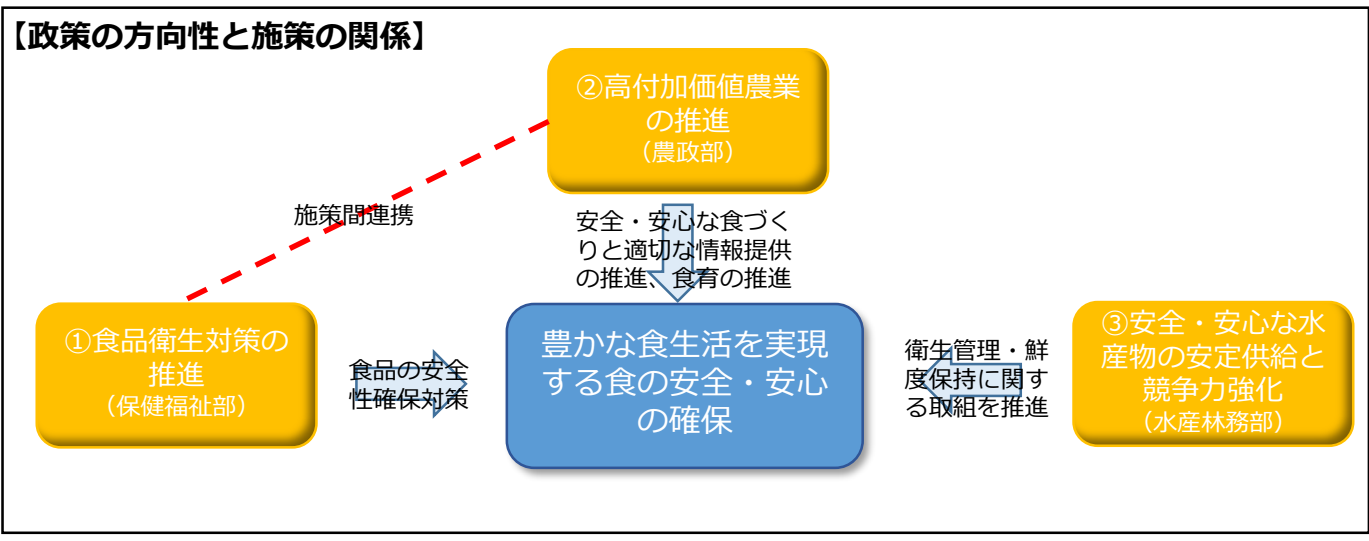 【政策の方向性と施策の関係】
②高付加価値農業
の推進
（農政部）
施策間連携
安全・安心な食づく
りと適切な情報提供
の推進、食育の推進
①食品衛生対策の
推進
（保健福祉部）
食品の安全
性確保対策
豊かな食生活を実現
する食の安全・安心
の確保
衛生管理・鮮
度保持に関す
る取組を推進
③安全・安心な水
産物の安定供給と
競争力強化
（水産林務部）